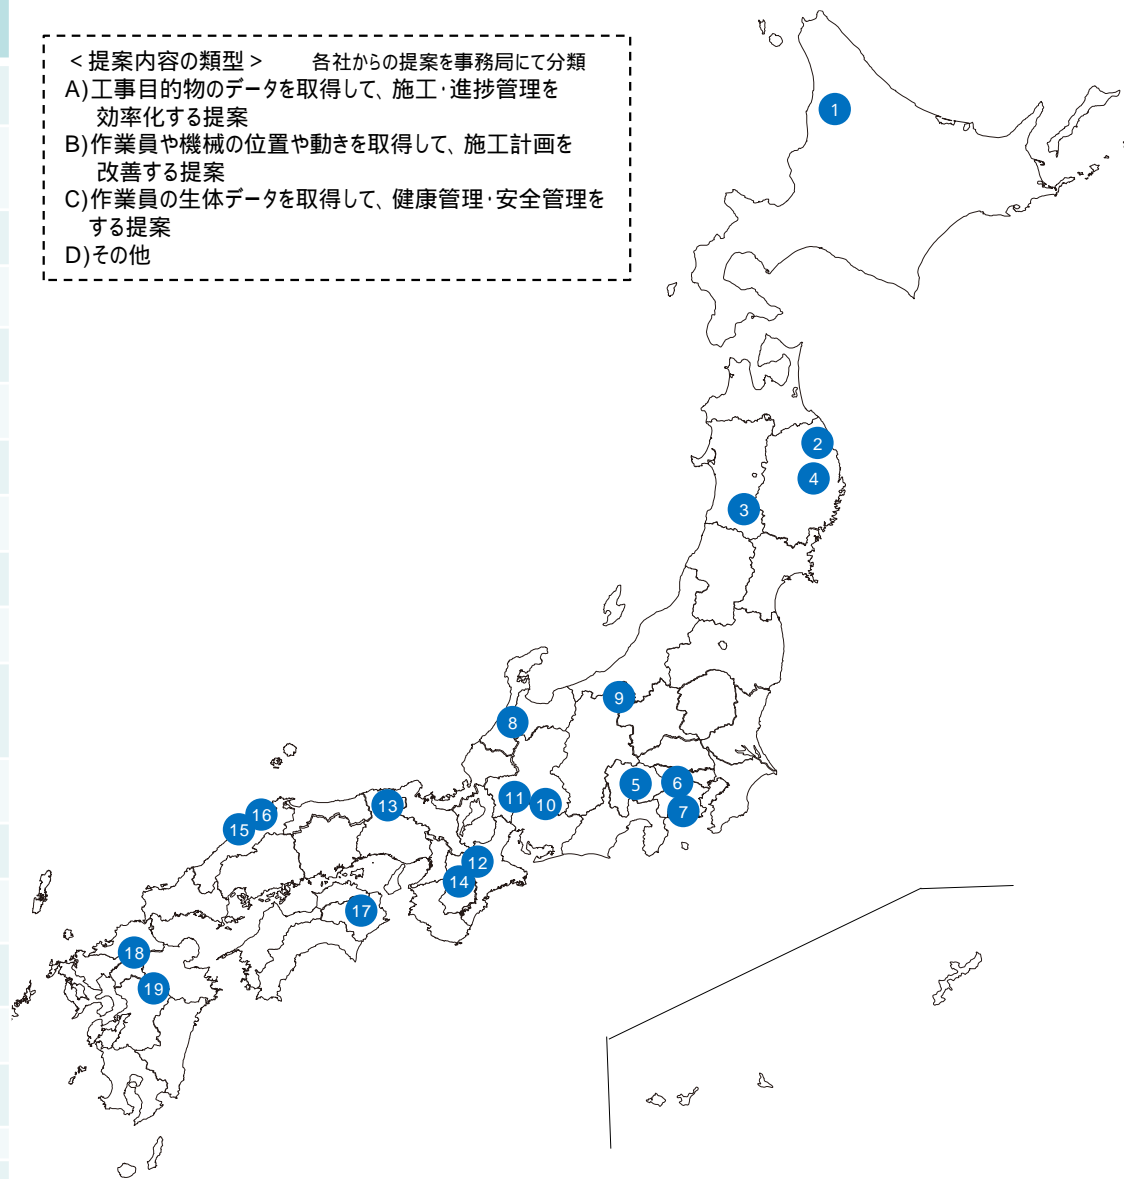 ＜提案内容の類型＞　各社からの提案を事務局にて分類
A)工事目的物のデータを取得して、施工・進捗管理を
効率化する提案
B)作業員や機械の位置や動きを取得して、施工計画を
改善する提案
C)作業員の生体データを取得して、健康管理・安全管理を
する提案
D)その他
1
2
4
3
9
8
5
6
7
11
10
13
16
15
12
14
17
18
19